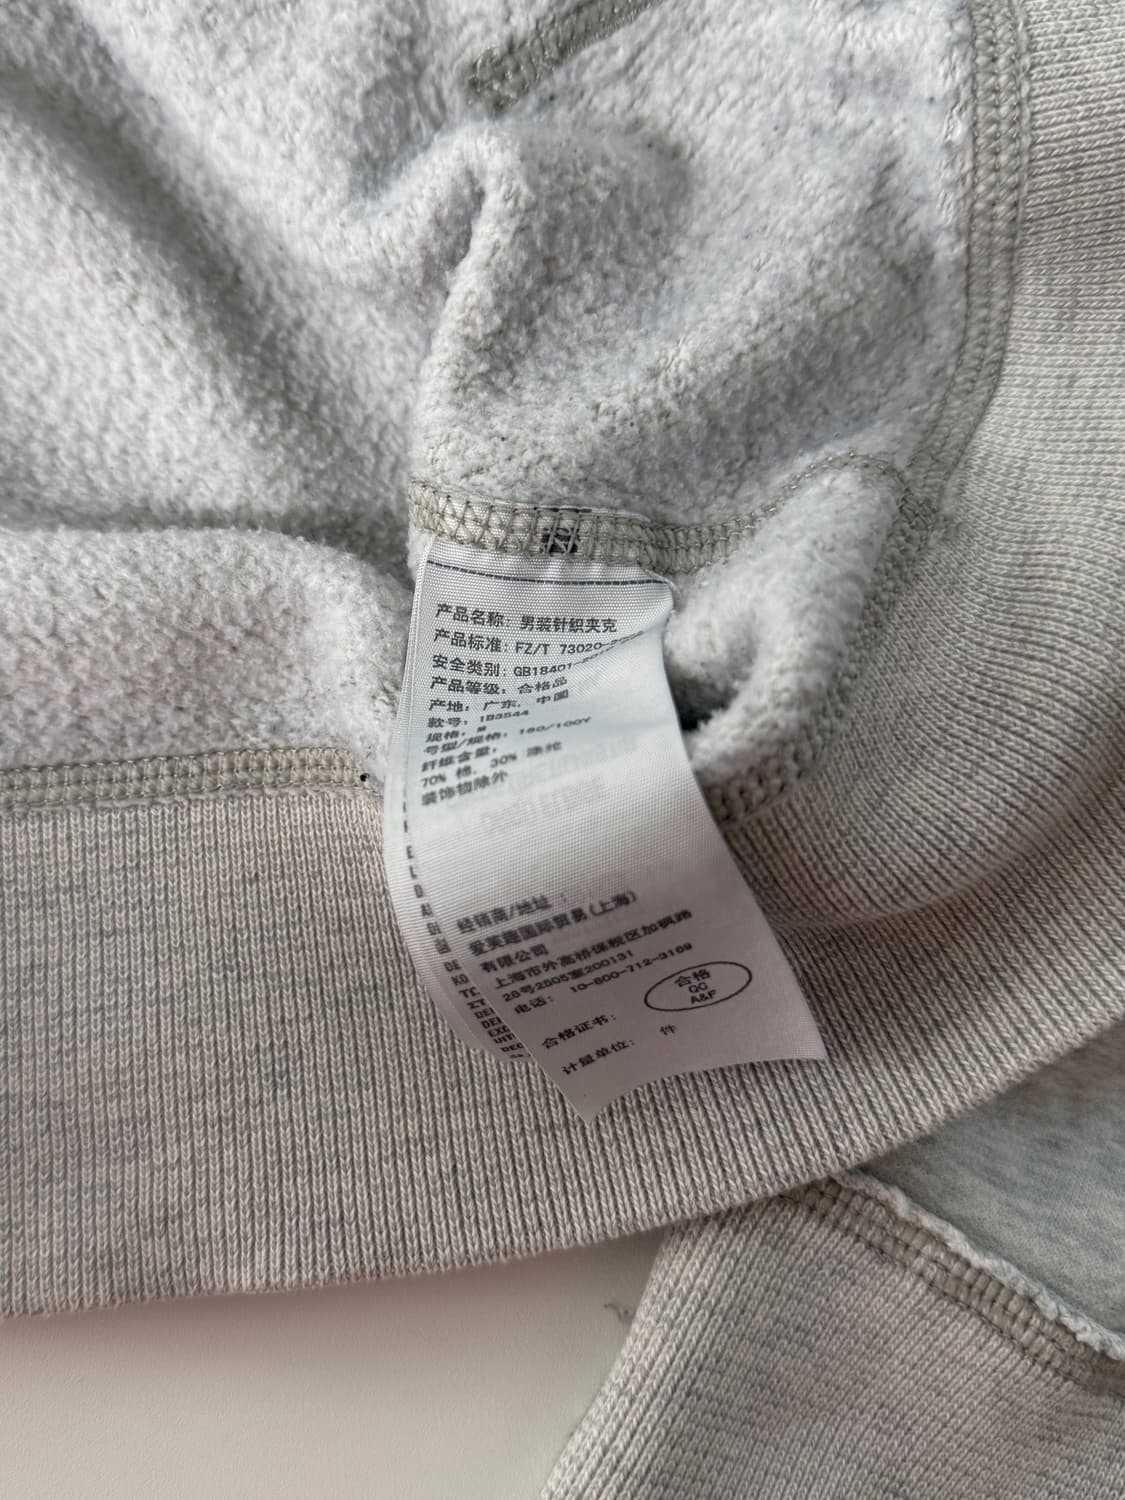 产品名称: 男装针织夹克
产品标准: FZ/T 73020-
安全类别: GB18401-
产品等级: 合格品
产地: 广东, 中国
款号: 183544
规格: M
号型/规格: 180/100Y
纤维含量:
70% 棉, 30% 涤纶
装饰物除外
经销商/地址 :
国际贸易(上海)
有限公司
上海市外高桥保税区加枫路
26号2505室200131
电话: 10-800-712-3169
合格
QC
A&F
合格证书:
计量单位: 件
DE
KO